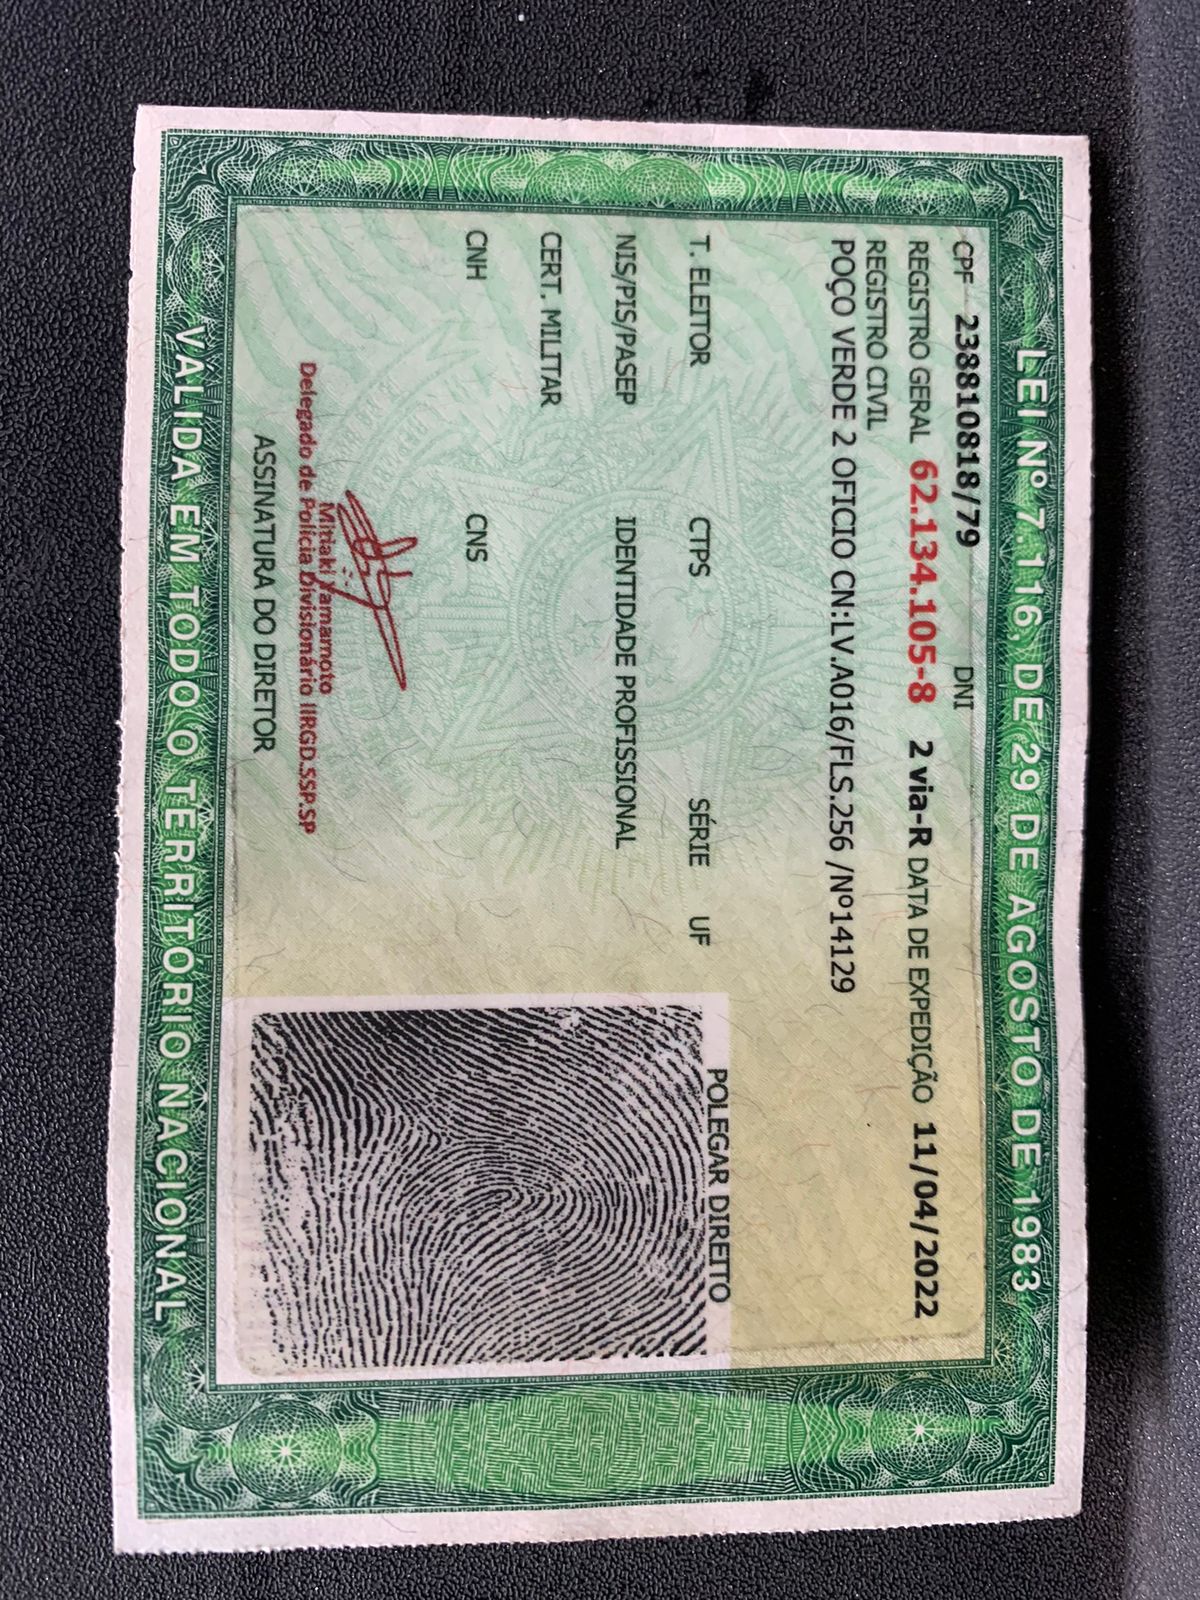 LEI Nº 7.116, DE 29 DE AGOSTO DE 1983
CPF 238810818/79 DNI
REGISTRO GERAL 62.134.105-8 2 via-R DATA DE EXPEDIÇÃO 11/04/2022
REGISTRO CIVIL
POÇO VERDE 2 OFICIO CN:LV.A016/FLS.256 /Nº14129
T. ELEITOR CTPS SÉRIE UF
POLEGAR DIREITO
NIS/PIS/PASEP IDENTIDADE PROFISSIONAL
CERT. MILITAR
CNH CNS
Mitiaki Yamamoto
Delegado de Polícia Divisionário IIRGD.SSP.SP
ASSINATURA DO DIRETOR
VALIDA EM TODO O TERRITORIO NACIONAL